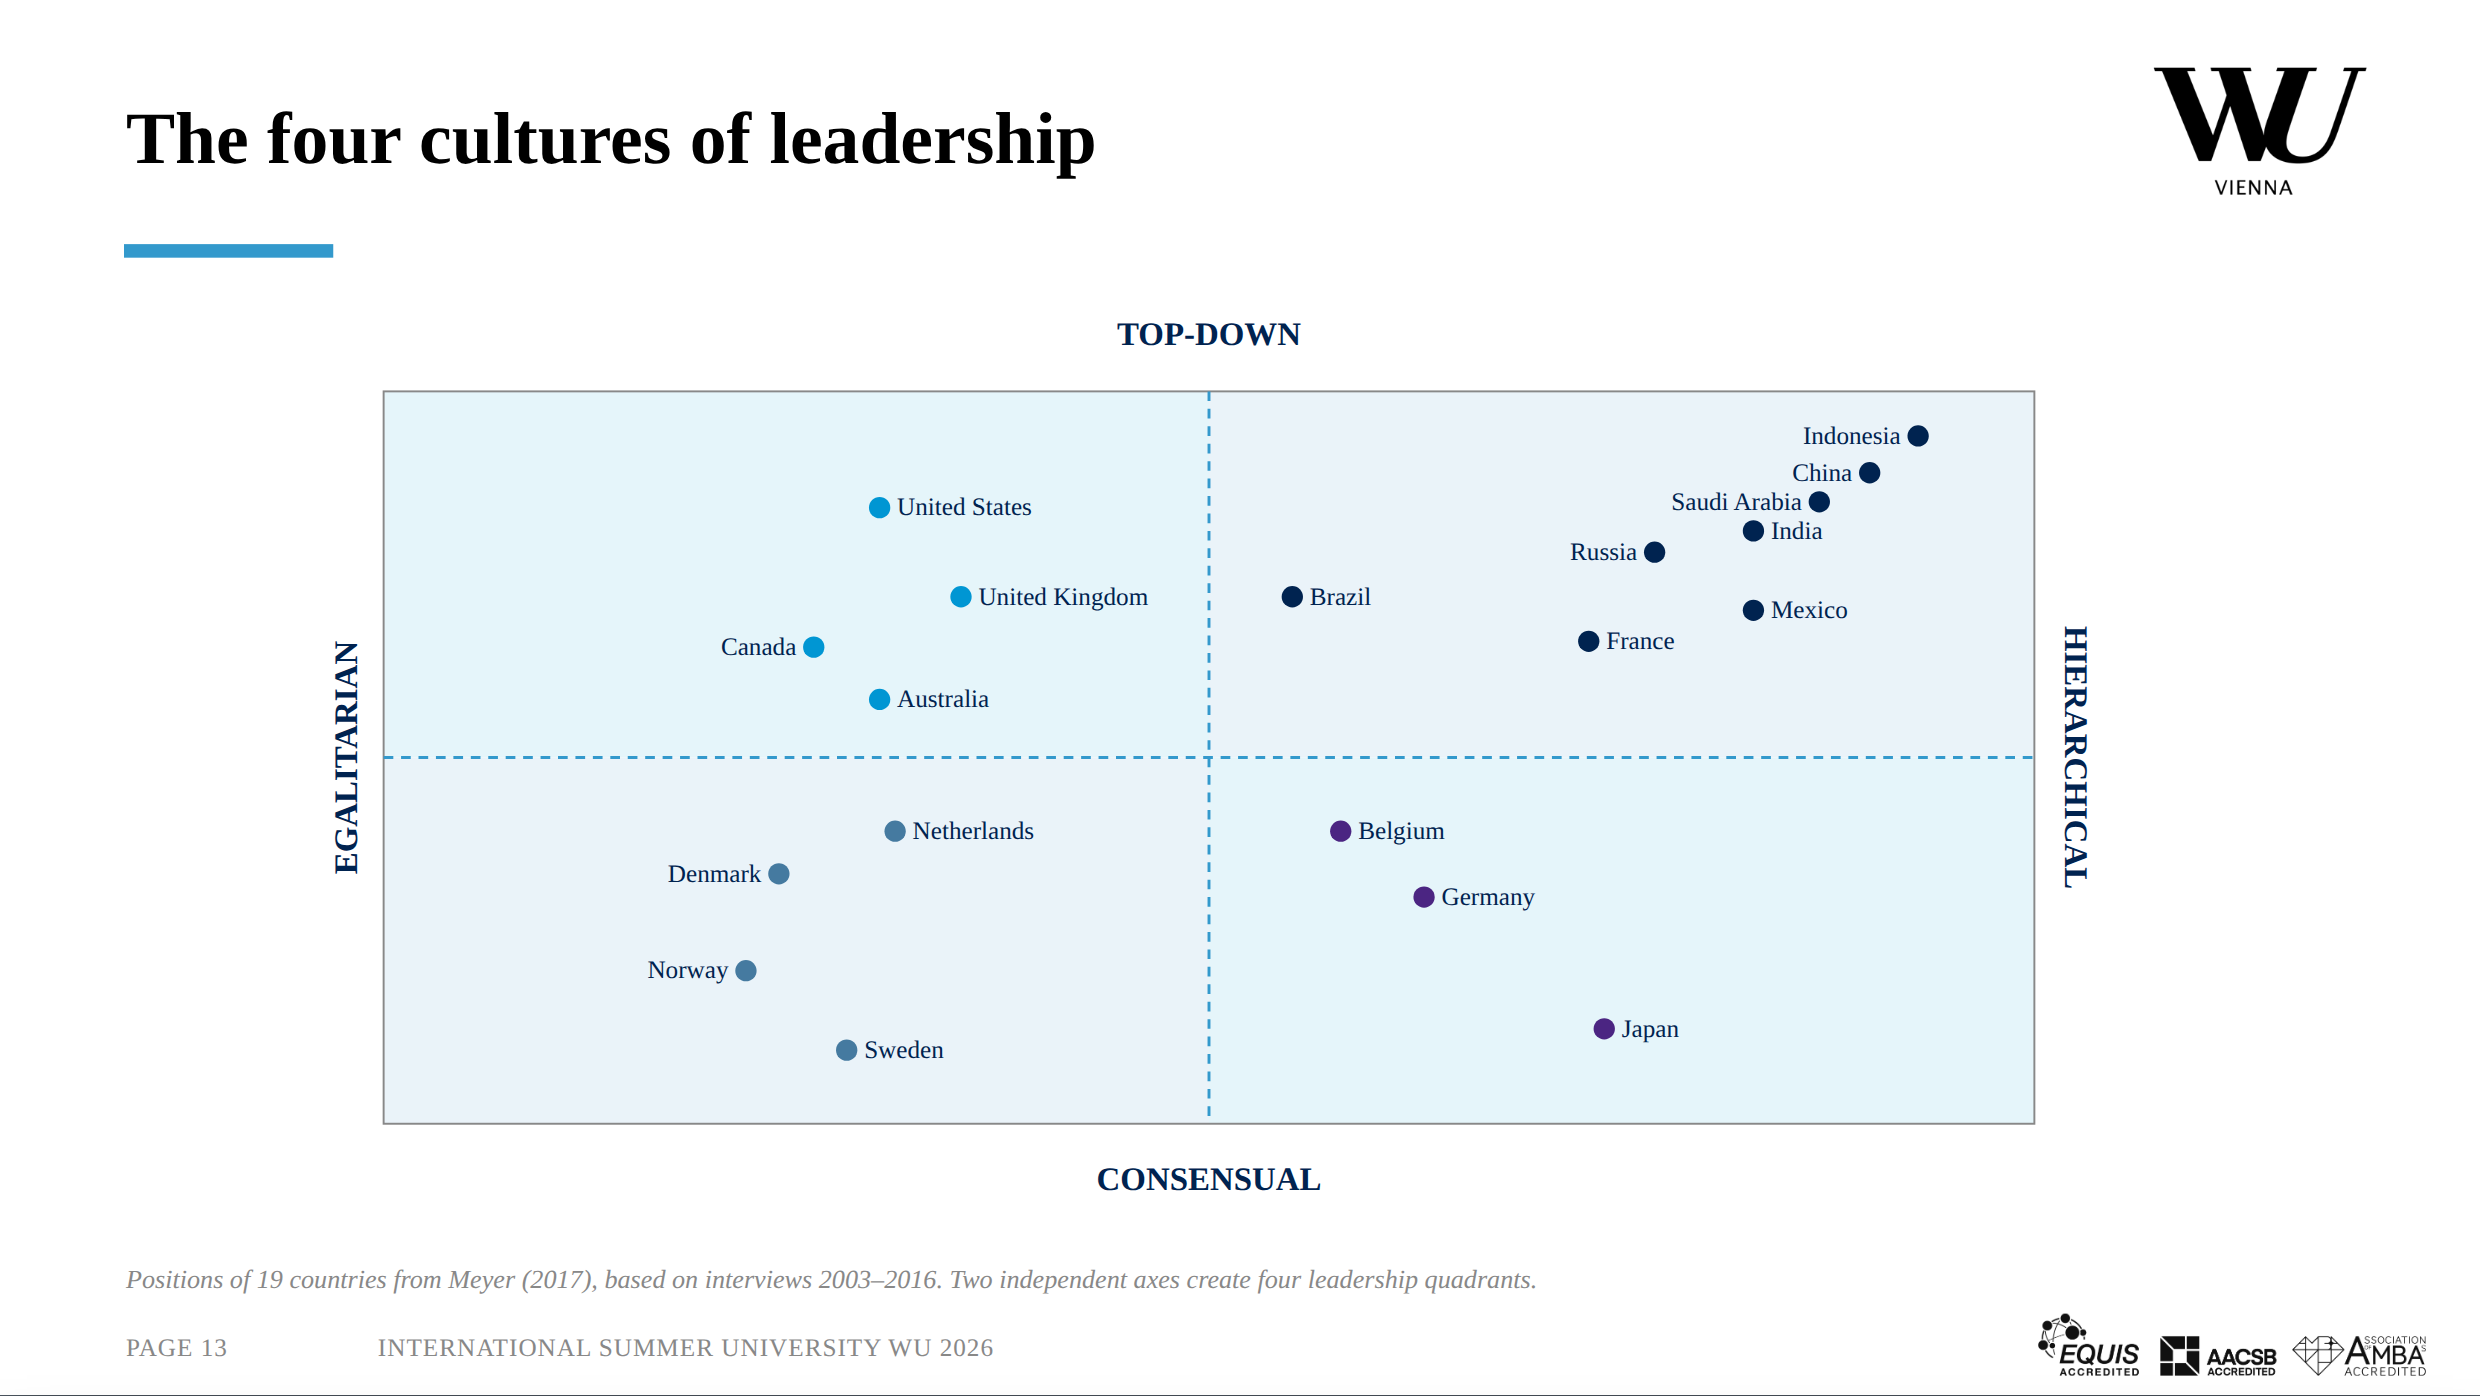 The four cultures of leadership
WU
VIENNA
TOP-DOWN
Indonesia
China
Saudi Arabia
United States
India
Russia
United Kingdom
Brazil
Mexico
France
Canada
Australia
EGALITARIAN
HIERARCHICAL
Netherlands
Belgium
Denmark
Germany
Norway
Japan
Sweden
CONSENSUAL
Positions of 19 countries from Meyer (2017), based on interviews 2003–2016. Two independent axes create four leadership quadrants.
PAGE 13 INTERNATIONAL SUMMER UNIVERSITY WU 2026
EQUIS
ACCREDITED
AACSB
ACCREDITED
ASSOCIATION
OF
AMBAS
ACCREDITED